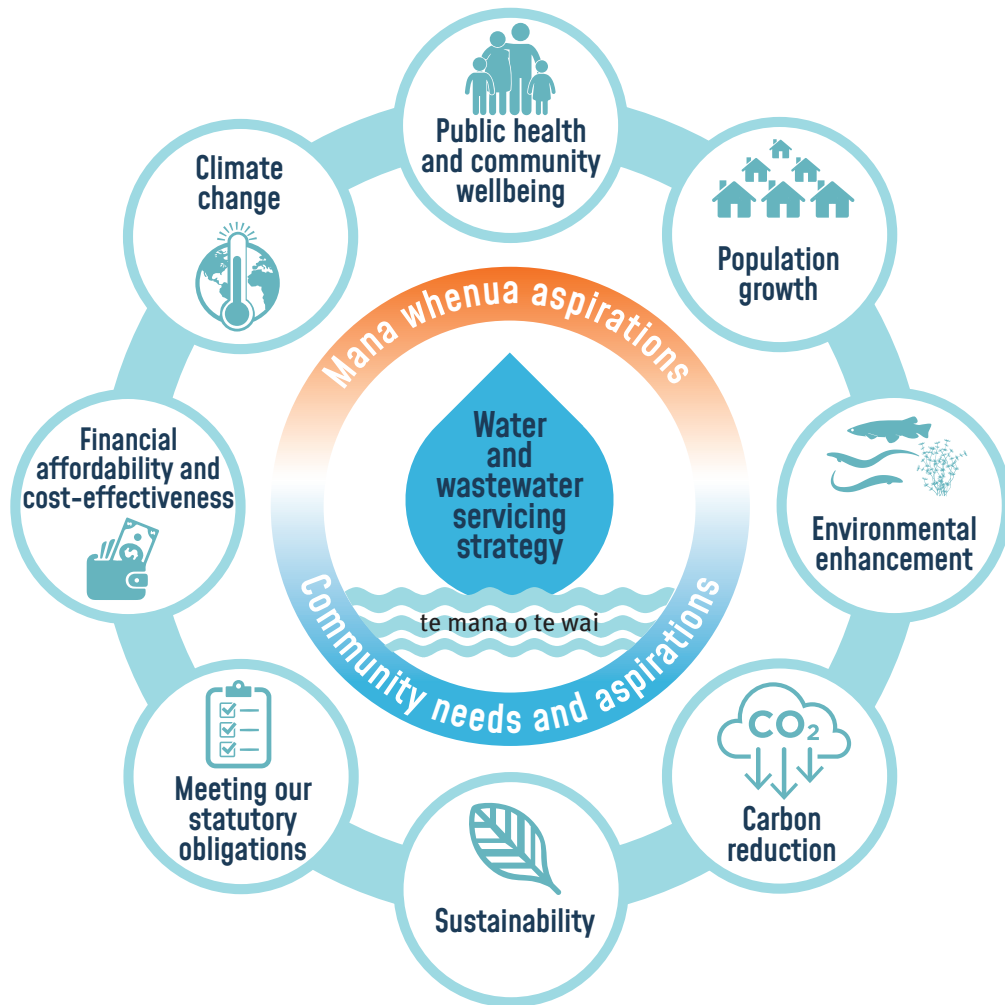 Public health
and community
wellbeing
Population
growth
Environmental
enhancement
CO₂
Carbon
reduction
Sustainability
Meeting our
statutory
obligations
Financial
affordability and
cost-effectiveness
Climate
change
Mana whenua aspirations
Water
and
wastewater
servicing
strategy
te mana o te wai
Community needs and aspirations